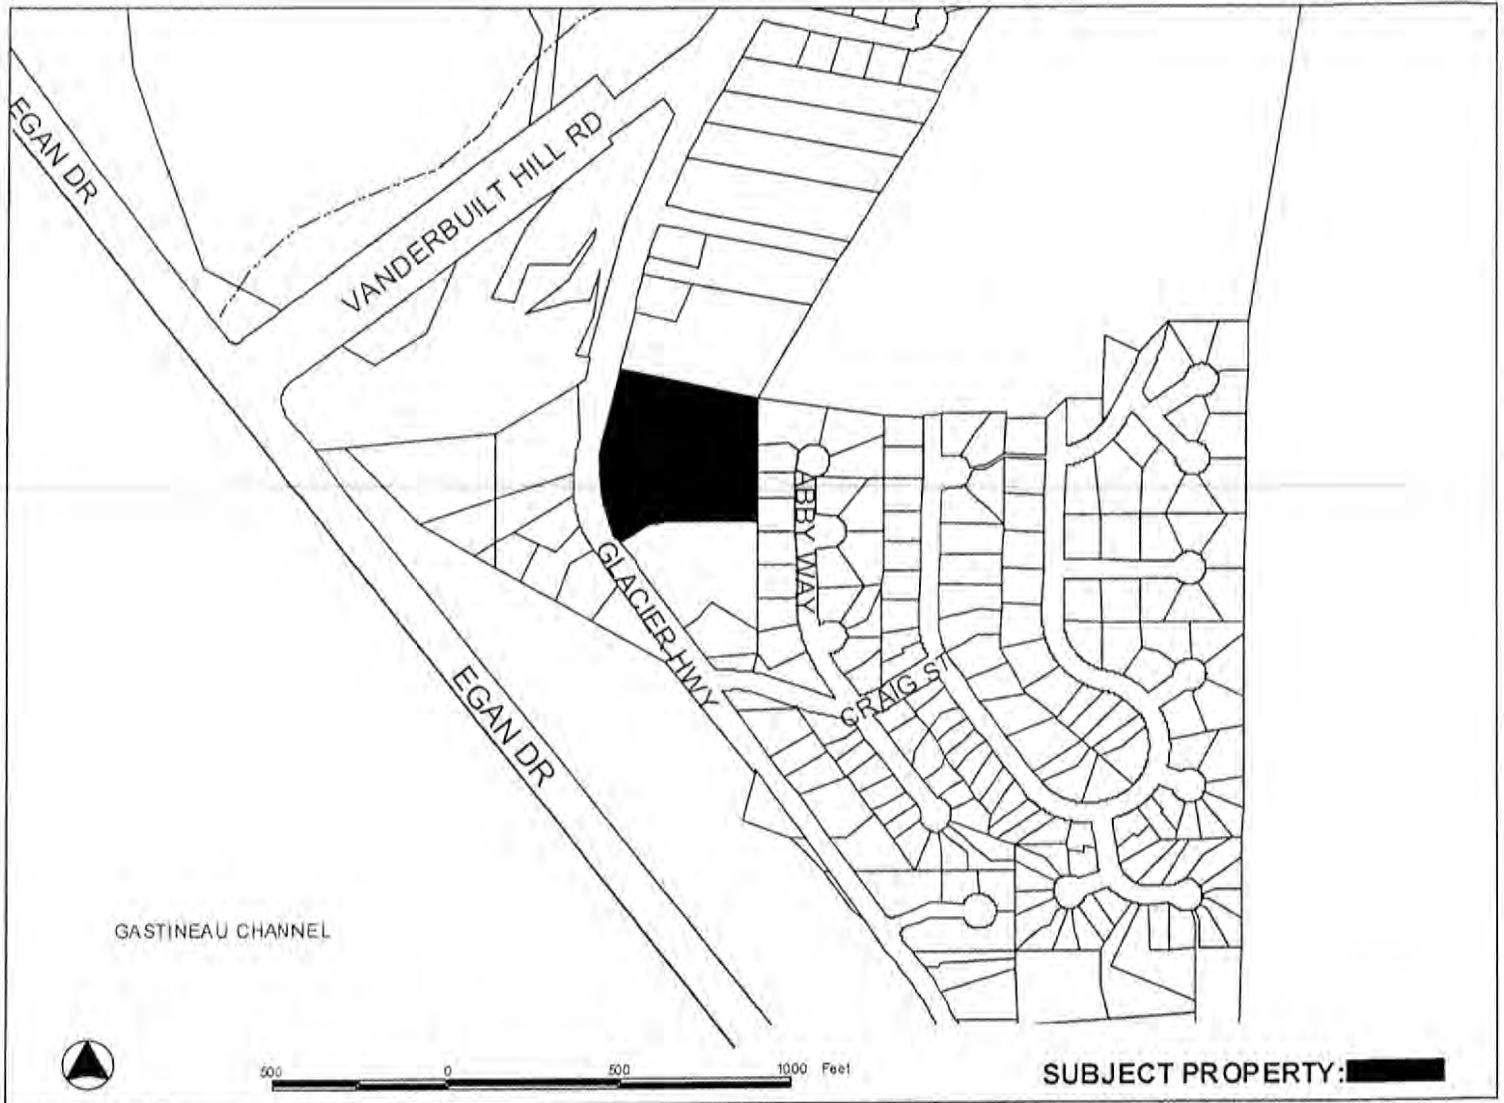 EGAN DR
VANDERBUILT HILL RD
ABBY WAY
GLACIER HWY
CRAIG ST
EGAN DR
GASTINEAU CHANNEL
500 0 500 1000 Feet
SUBJECT PROPERTY: